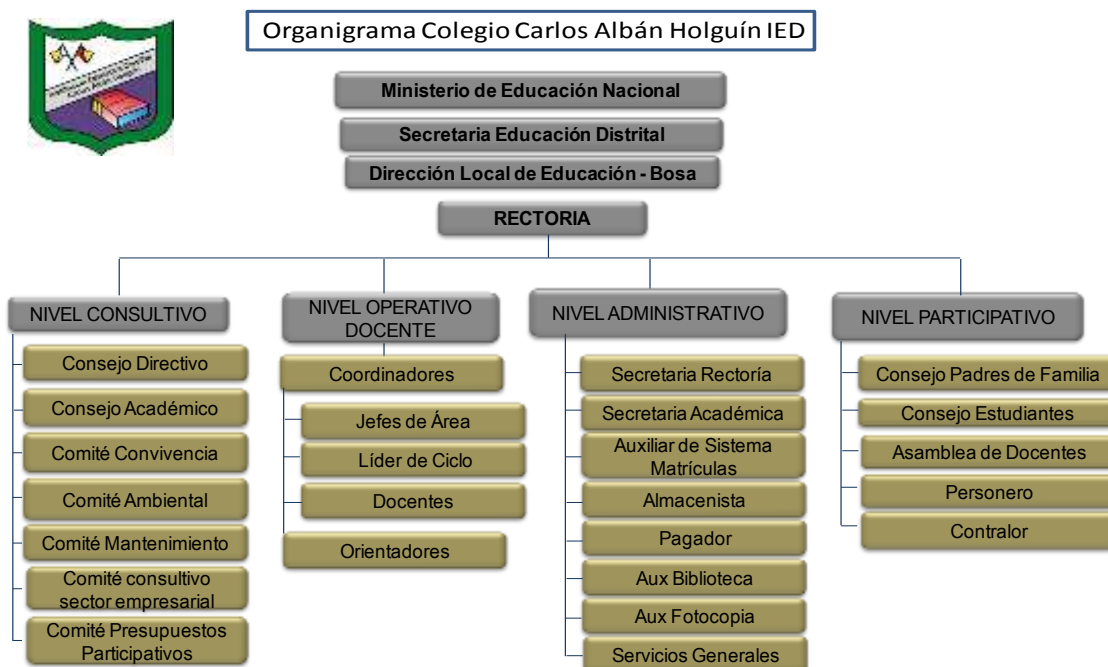 Organigrama Colegio Carlos Albán Holguín IED
Ministerio de Educación Nacional
Secretaria Educación Distrital
Dirección Local de Educación - Bosa
RECTORIA
NIVEL CONSULTIVO
Consejo Directivo
Consejo Académico
Comité Convivencia
Comité Ambiental
Comité Mantenimiento
Comité consultivo
sector empresarial
Comité Presupuestos
Participativos
NIVEL OPERATIVO
DOCENTE
Coordinadores
Jefes de Área
Líder de Ciclo
Docentes
Orientadores
NIVEL ADMINISTRATIVO
Secretaria Rectoría
Secretaria Académica
Auxiliar de Sistema
Matrículas
Almacenista
Pagador
Aux Biblioteca
Aux Fotocopia
Servicios Generales
NIVEL PARTICIPATIVO
Consejo Padres de Familia
Consejo Estudiantes
Asamblea de Docentes
Personero
Contralor